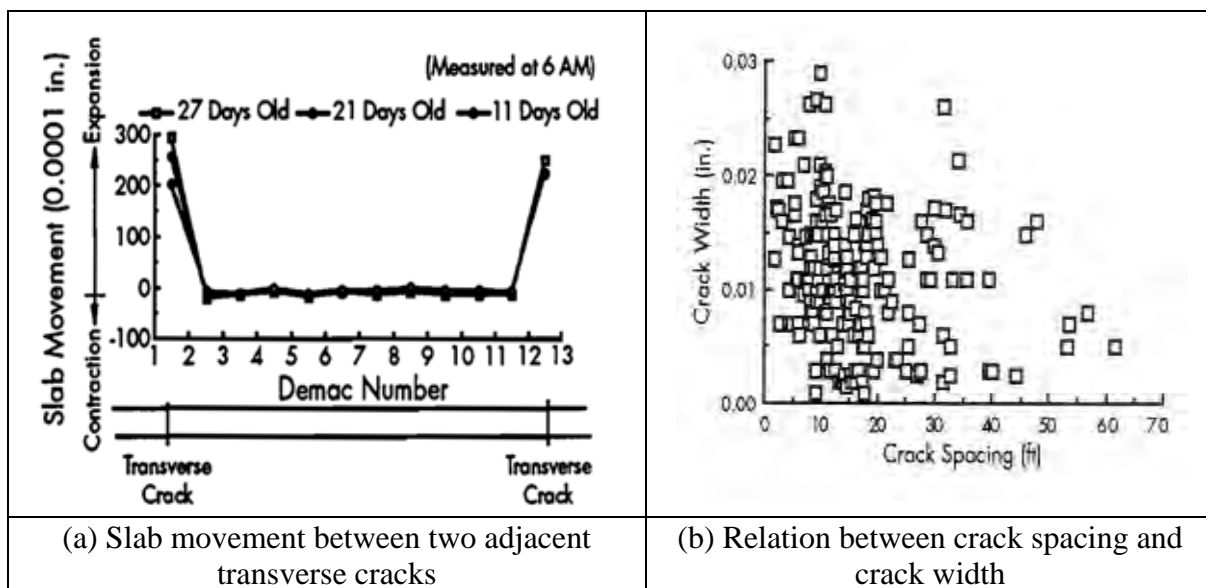 Slab Movement (0.0001 in.)
Contraction
Expansion
(Measured at 6 AM)
27 Days Old 21 Days Old 11 Days Old
300
200
100
0
-100
1 2 3 4 5 6 7 8 9 10 11 12 13
Demac Number
Transverse Crack
Transverse Crack
Crack Width (in.)
0.03
0.02
0.01
0.00
0 10 20 30 40 50 60 70
Crack Spacing (ft)
(a) Slab movement between two adjacent
transverse cracks
(b) Relation between crack spacing and
crack width